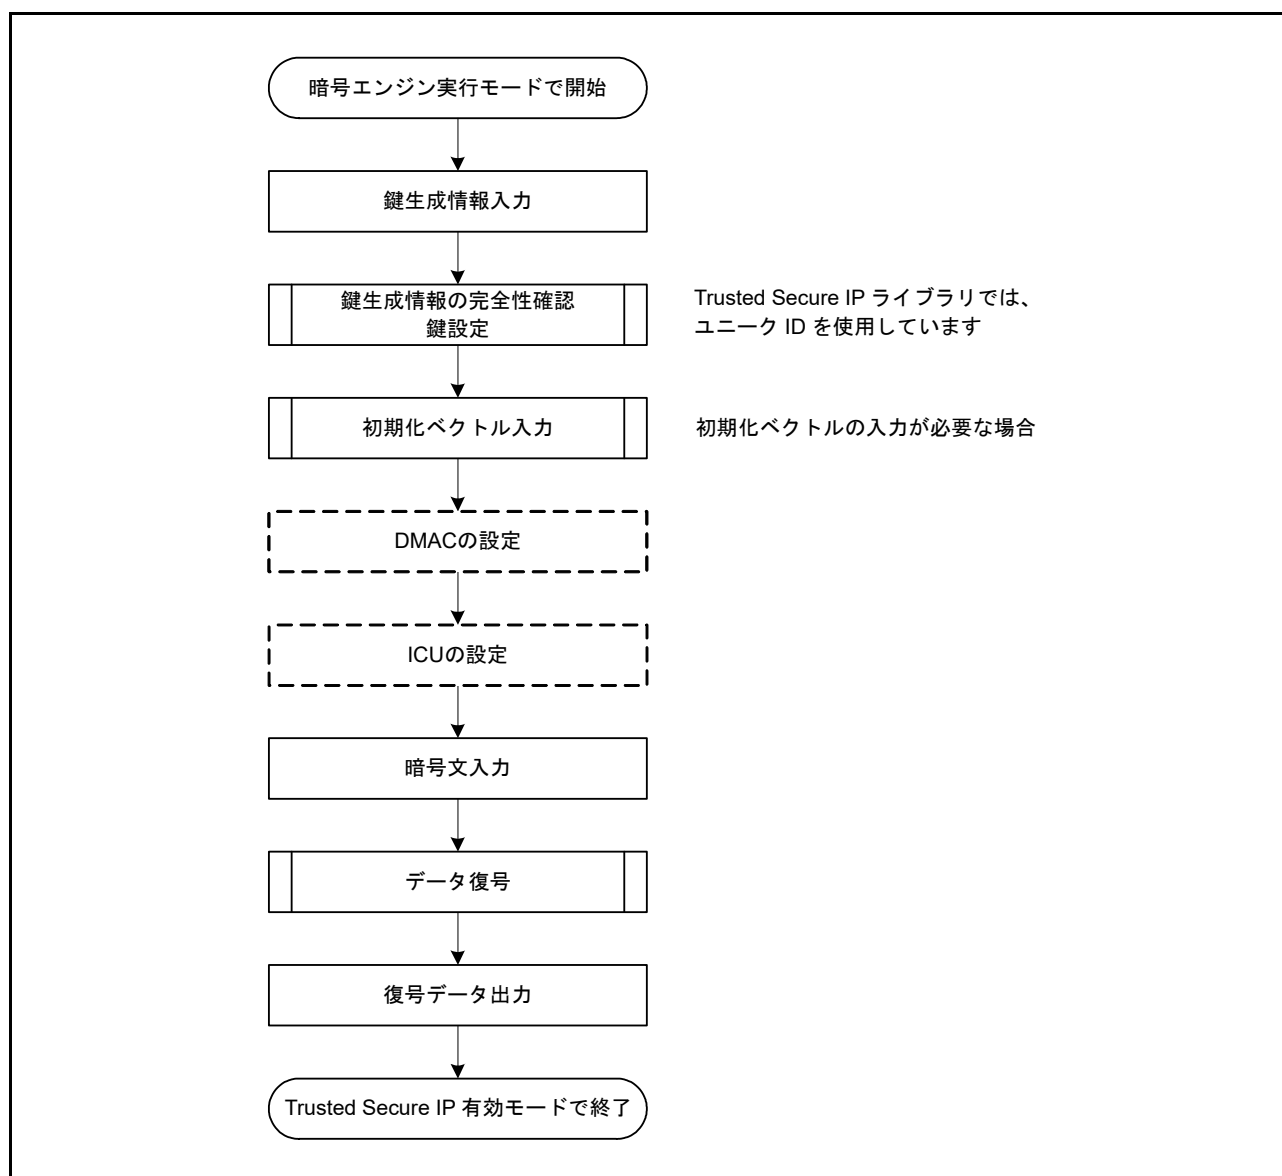 暗号エンジン実行モードで開始
鍵生成情報入力
鍵生成情報の完全性確認
鍵設定
Trusted Secure IP ライブラリでは、
ユニーク ID を使用しています
初期化ベクトル入力
初期化ベクトルの入力が必要な場合
DMACの設定
ICUの設定
暗号文入力
データ復号
復号データ出力
Trusted Secure IP 有効モードで終了